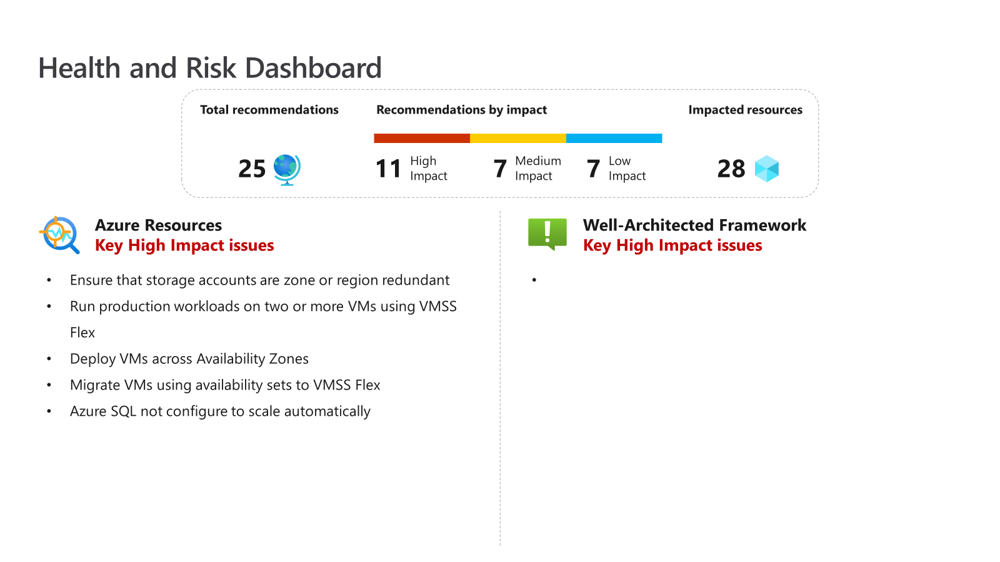 Health and Risk Dashboard
Total recommendations
Recommendations by impact
Impacted resources
25
11 High Impact
7 Medium Impact
7 Low Impact
28
Azure Resources
Key High Impact issues
• Ensure that storage accounts are zone or region redundant
• Run production workloads on two or more VMs using VMSS
Flex
• Deploy VMs across Availability Zones
• Migrate VMs using availability sets to VMSS Flex
• Azure SQL not configure to scale automatically
Well-Architected Framework
Key High Impact issues
•